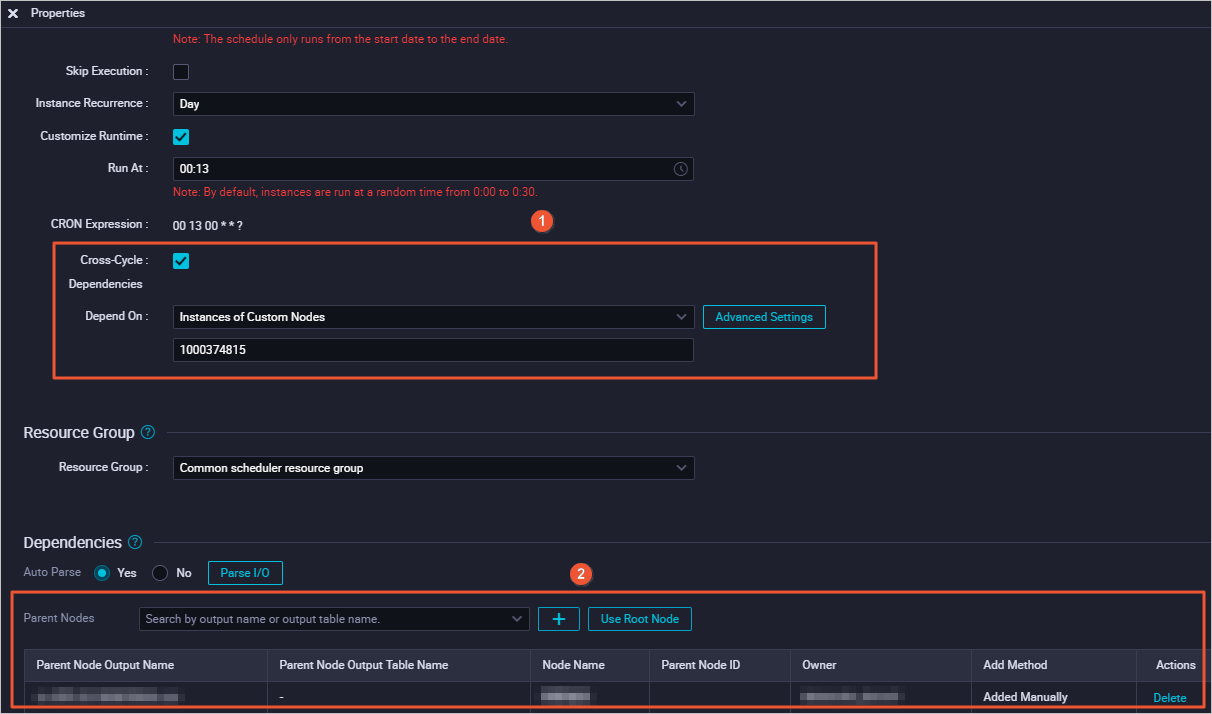 Properties
Note: The schedule only runs from the start date to the end date.
Skip Execution :
Instance Recurrence : Day
Customize Runtime :
Run At : 00:13
Note: By default, instances are run at a random time from 0:00 to 0:30.
CRON Expression : 00 13 00 * * ?
1
Cross-Cycle :
Dependencies
Depend On : Instances of Custom Nodes Advanced Settings
1000374815
Resource Group ?
Resource Group : Common scheduler resource group
Dependencies ?
Auto Parse Yes No Parse I/O
2
Parent Nodes Search by output name or output table name. + Use Root Node
Parent Node Output Name Parent Node Output Table Name Node Name Parent Node ID Owner Add Method Actions
- Added Manually Delete